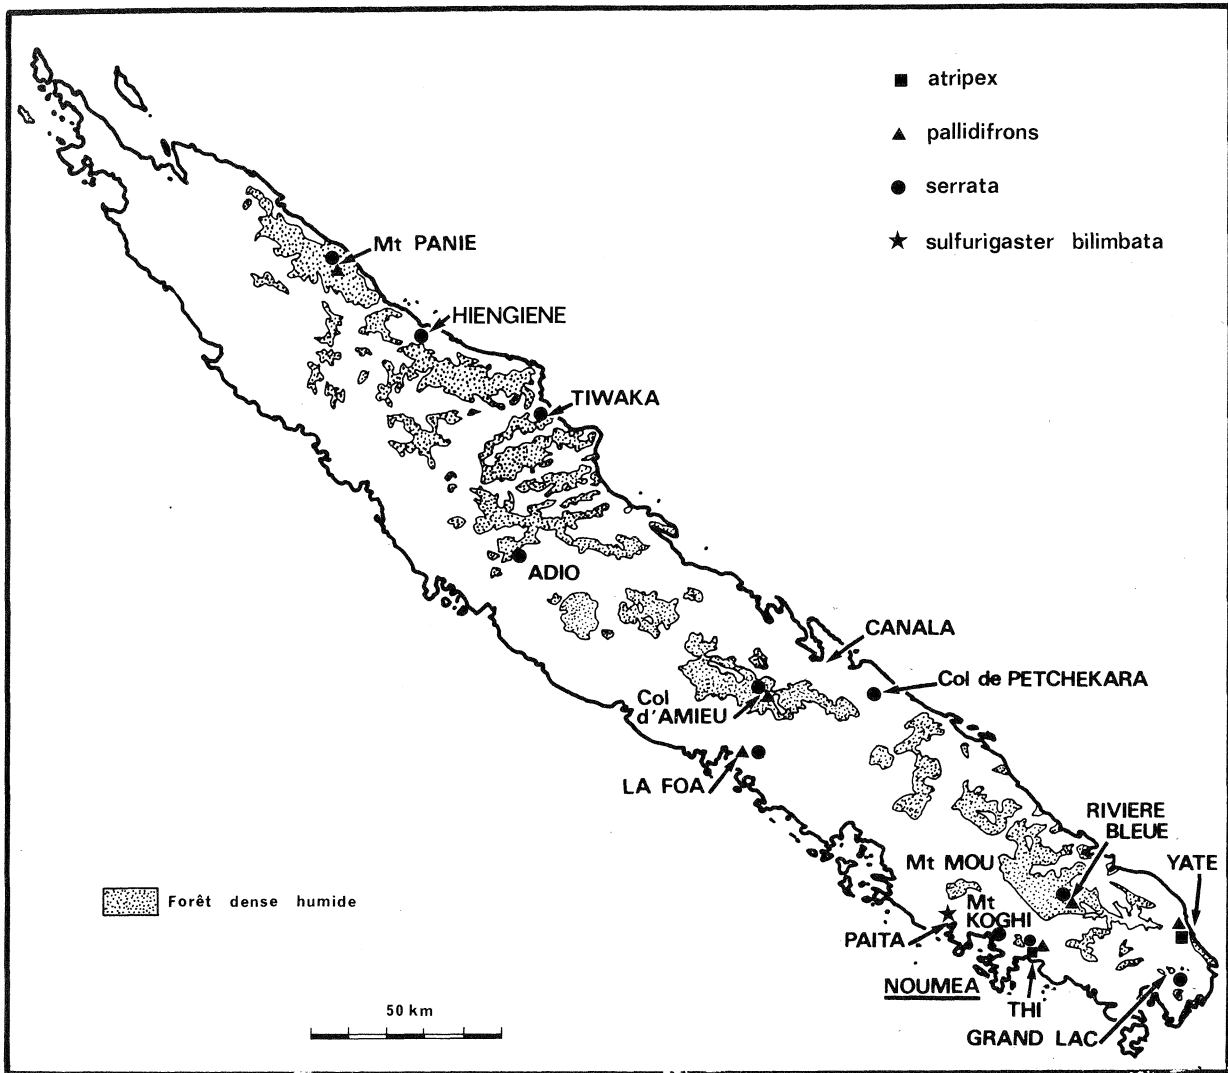 atripex
pallidifrons
serrata
sulfurigaster bilimbata
Mt PANIE
HIENGIENE
TIWAKA
ADIO
CANALA
Col de PETCHEKARA
Col
d'AMIEU
LA FOA
RIVIERE
BLEUE
Mt MOU
YATE
Forêt dense humide
Mt
KOGHI
PAITA
NOUMEA
THI
GRAND LAC
50 km